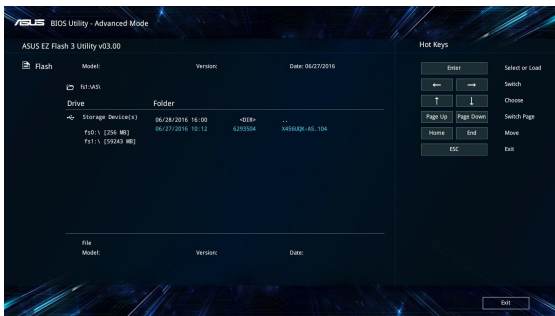 ASUS BIOS Utility - Advanced Mode
ASUS EZ Flash 3 Utility v03.00
Flash
Model: Version: Date: 06/27/2016
fs1:\AS\
Drive Folder
Storage Device(s)
fs0:\ [256 MB]
fs1:\ [59243 MB]
06/28/2016 16:00 <DIR> ..
06/27/2016 10:12 6293504 X456UQK-AS.104
File
Model: Version: Date:
Hot Keys
Enter Select or Load
← → Switch
↑ ↓ Choose
Page Up Page Down Switch Page
Home End Move
ESC Exit
Exit